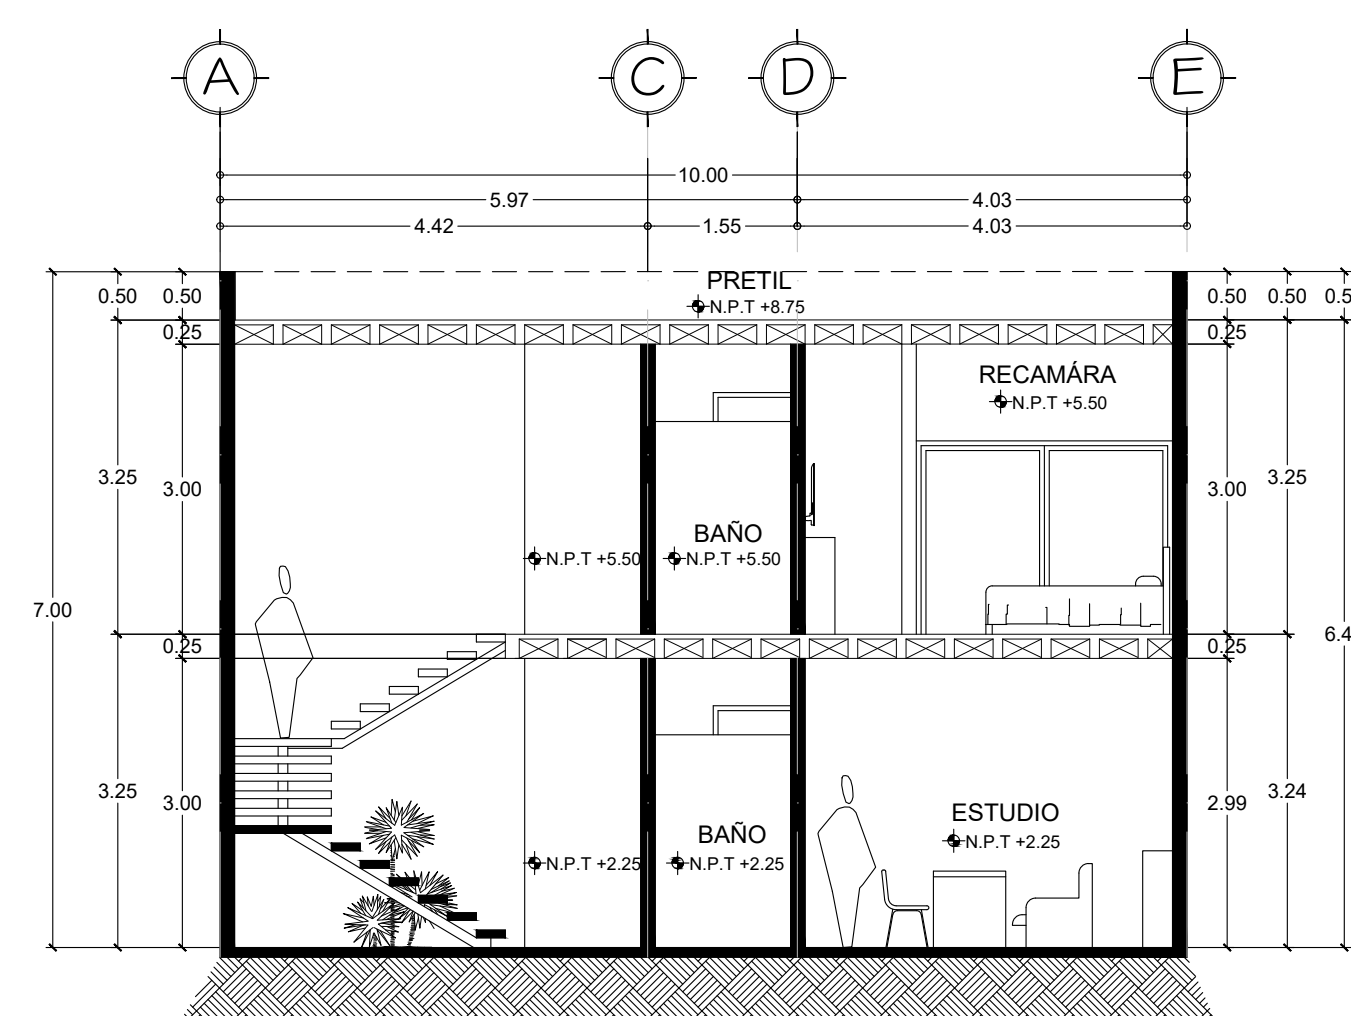 A C D E
10.00
5.97 4.03
4.42 1.55 4.03
PRETIL
0.50 0.50 0.50 0.50
N.P.T +8.75
0.25 0.25
RECAMÁRA
N.P.T +5.50
3.25 3.00 3.00 3.25
BAÑO
N.P.T +5.50 N.P.T +5.50
7.00
0.25 0.25
3.25 3.00 2.99 3.24
ESTUDIO
BAÑO N.P.T +2.25
N.P.T +2.25 N.P.T +2.25